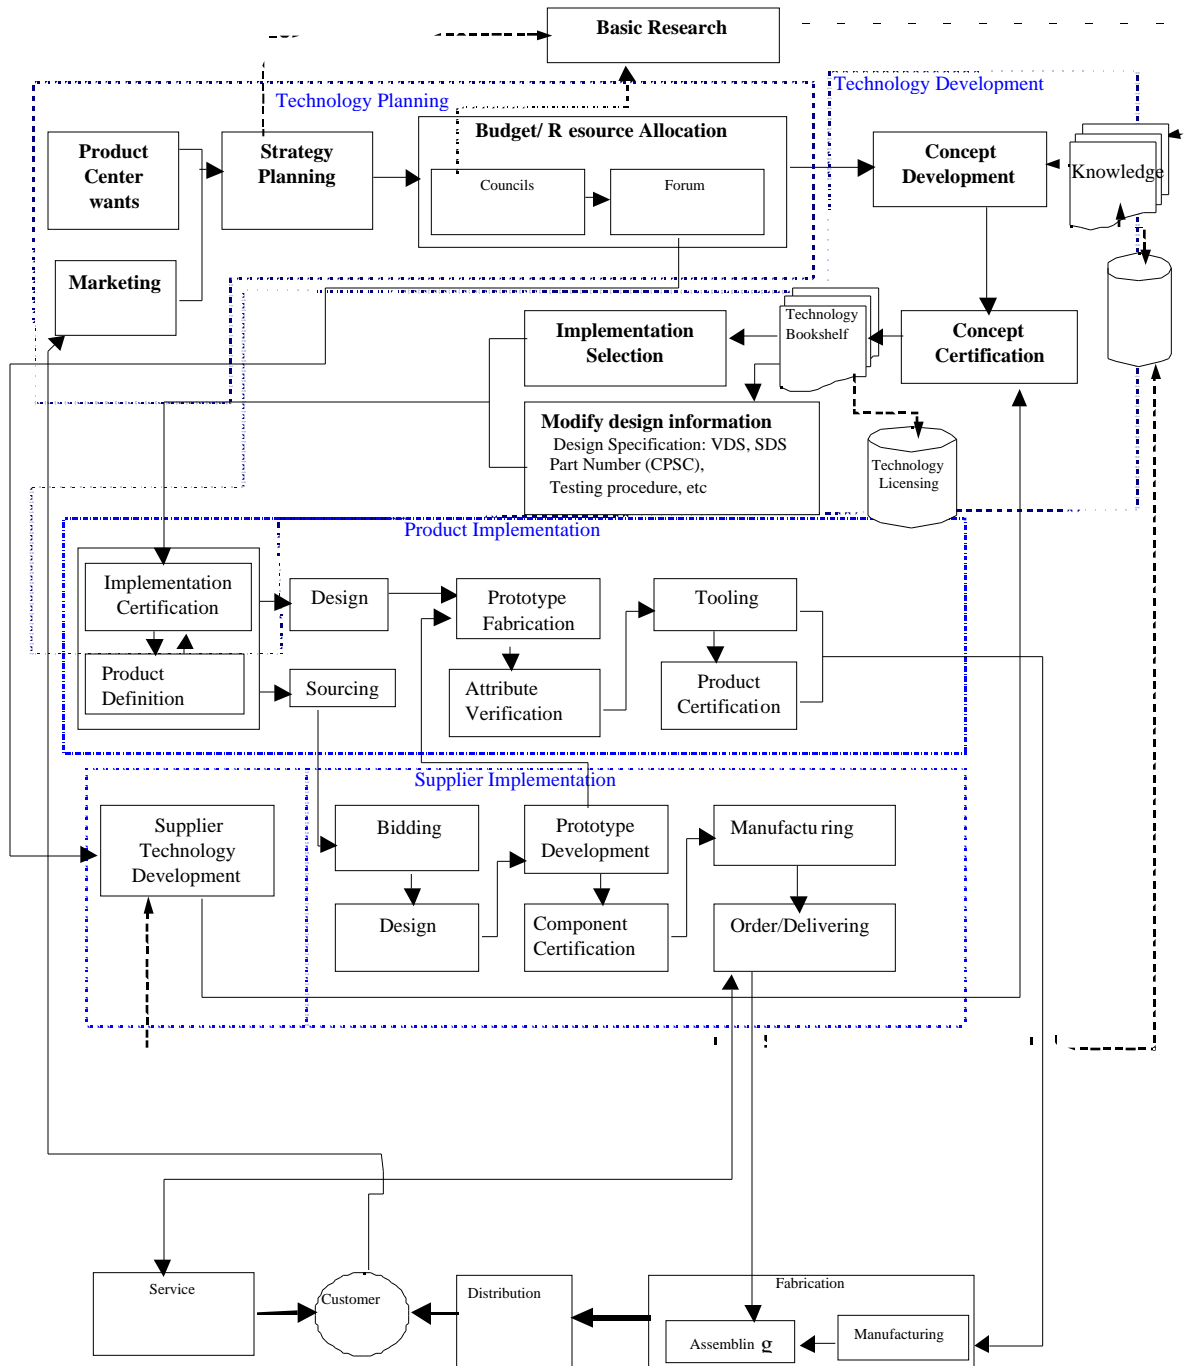 Basic Research
Technology Planning
Technology Development
Product
Center
wants
Strategy
Planning
Budget/ R esource Allocation
Councils
Forum
Concept
Development
Knowledge
Marketing
Implementation
Selection
Technology
Bookshelf
Concept
Certification
Modify design information
Design Specification: VDS, SDS
Part Number (CPSC),
Testing procedure, etc
Technology
Licensing
Product Implementation
Implementation
Certification
Design
Prototype
Fabrication
Tooling
Product
Definition
Sourcing
Attribute
Verification
Product
Certification
Supplier Implementation
Supplier
Technology
Development
Bidding
Prototype
Development
Manufactu ring
Design
Component
Certification
Order/Delivering
Service
Customer
Distribution
Fabrication
Assemblin g
Manufacturing